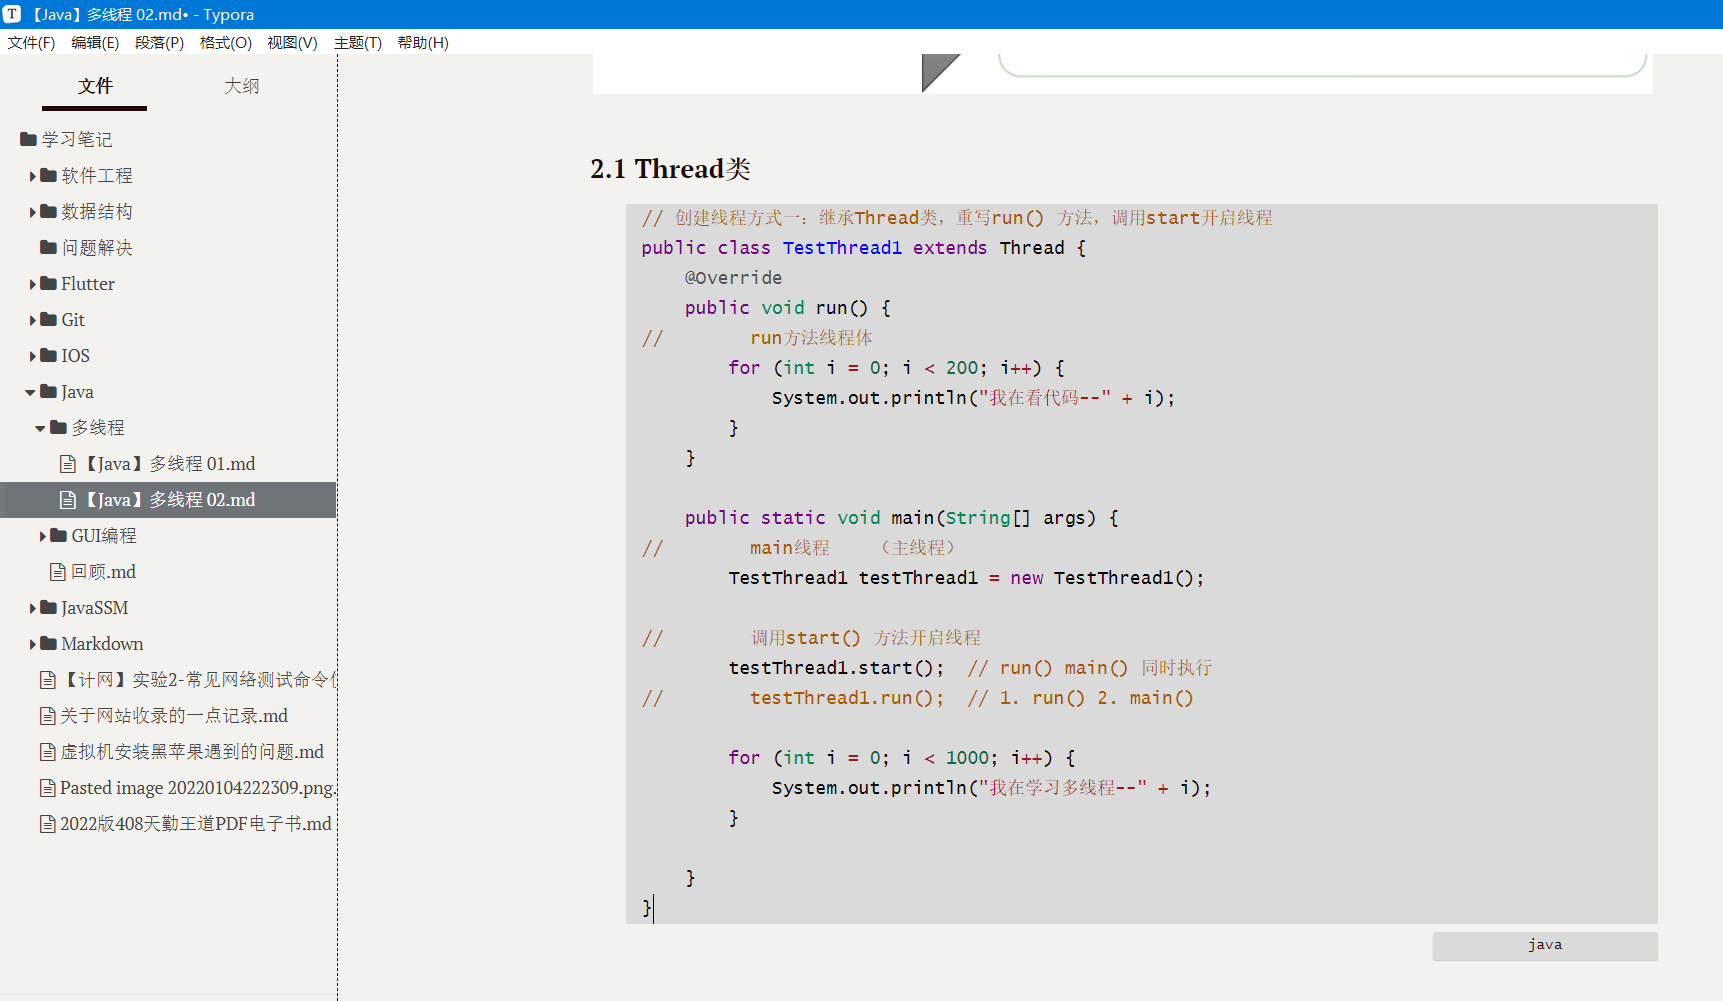 T 【Java】多线程 02.md• - Typora
文件(F) 编辑(E) 段落(P) 格式(O) 视图(V) 主题(T) 帮助(H)
文件 大纲
学习笔记
软件工程
数据结构
问题解决
Flutter
Git
IOS
Java
多线程
【Java】多线程 01.md
【Java】多线程 02.md
GUI编程
回顾.md
JavaSSM
Markdown
【计网】实验2-常见网络测试命令
关于网站收录的一点记录.md
虚拟机安装黑苹果遇到的问题.md
Pasted image 20220104222309.png.
2022版408天勤王道PDF电子书.md
2.1 Thread类
// 创建线程方式一：继承Thread类，重写run() 方法，调用start开启线程
public class TestThread1 extends Thread {
    @Override
    public void run() {
//        run方法线程体
        for (int i = 0; i < 200; i++) {
            System.out.println("我在看代码--" + i);
        }
    }
    public static void main(String[] args) {
//        main线程    （主线程）
        TestThread1 testThread1 = new TestThread1();
//        调用start() 方法开启线程
        testThread1.start();  // run() main() 同时执行
//        testThread1.run();  // 1. run() 2. main()
        for (int i = 0; i < 1000; i++) {
            System.out.println("我在学习多线程--" + i);
        }
    }
}
java